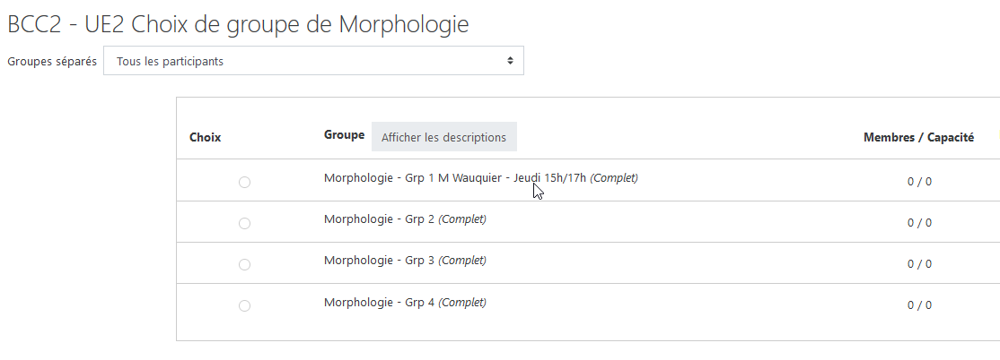 BCC2 - UE2 Choix de groupe de Morphologie
Groupes séparés Tous les participants
Choix Groupe Afficher les descriptions Membres / Capacité
Morphologie - Grp 1 M Wauquier - Jeudi 15h/17h (Complet) 0 / 0
Morphologie - Grp 2 (Complet) 0 / 0
Morphologie - Grp 3 (Complet) 0 / 0
Morphologie - Grp 4 (Complet) 0 / 0